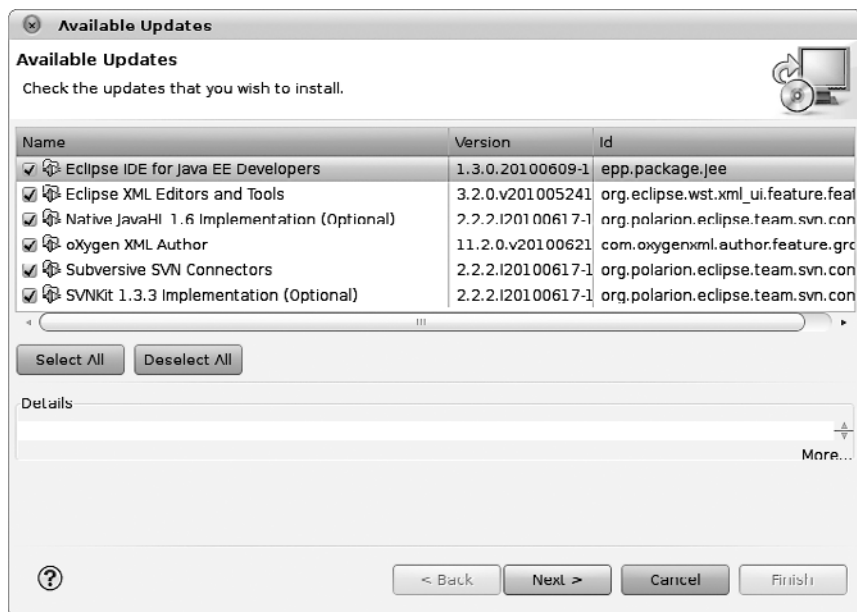 Available Updates
Available Updates
Check the updates that you wish to install.
Name Version Id
Eclipse IDE for Java EE Developers 1.3.0.20100609-1 epp.package.jee
Eclipse XML Editors and Tools 3.2.0.v201005241 org.eclipse.wst.xml_ui.feature.feat
Native JavaHL 1.6 Implementation (Optional) 2.2.2.I20100617-1 org.polarion.eclipse.team.svn.con
oXygen XML Author 11.2.0.v20100621 com.oxygenxml.author.feature.grc
Subversive SVN Connectors 2.2.2.I20100617-1 org.polarion.eclipse.team.svn.con
SVNKit 1.3.3 Implementation (Optional) 2.2.2.I20100617-1 org.polarion.eclipse.team.svn.con
Select All Deselect All
Details
More...
? < Back Next > Cancel Finish